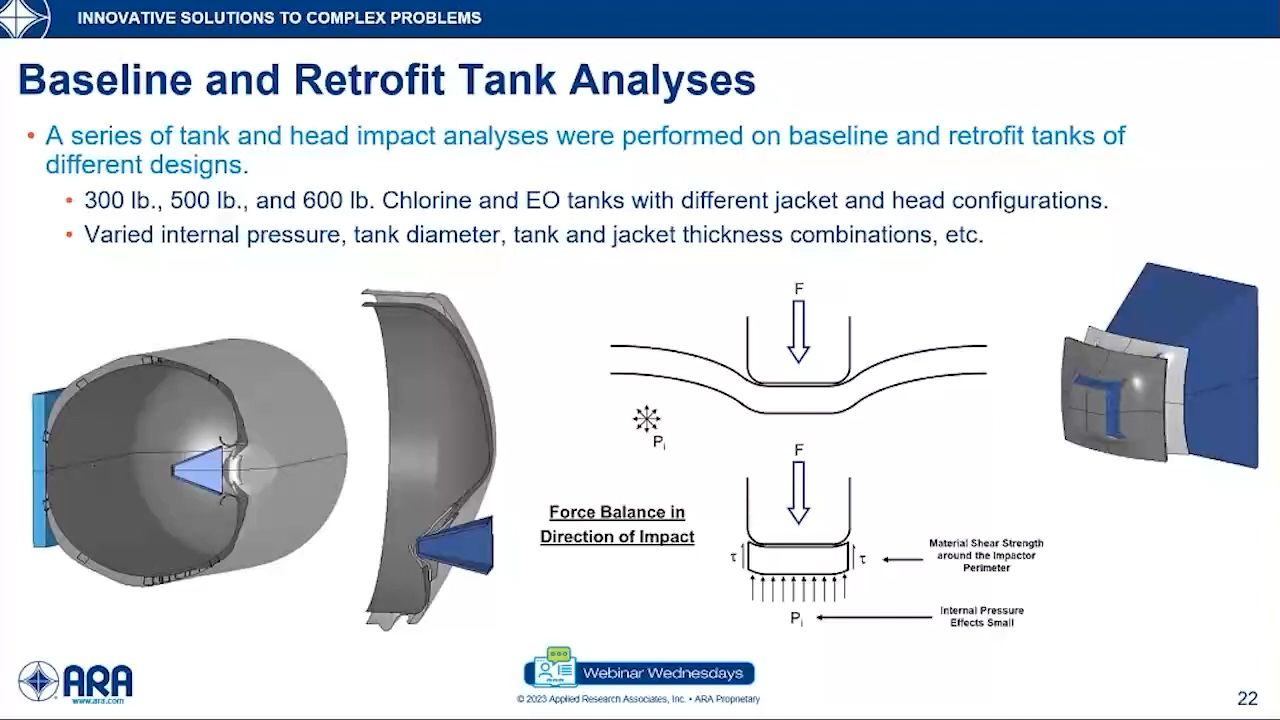 INNOVATIVE SOLUTIONS TO COMPLEX PROBLEMS
Baseline and Retrofit Tank Analyses
• A series of tank and head impact analyses were performed on baseline and retrofit tanks of
different designs.
• 300 lb., 500 lb., and 600 lb. Chlorine and EO tanks with different jacket and head configurations.
• Varied internal pressure, tank diameter, tank and jacket thickness combinations, etc.
F
Pi
F
Force Balance in
Direction of Impact
τ
τ
Material Shear Strength
around the Impactor
Perimeter
Pi
Internal Pressure
Effects Small
ARA
www.ara.com
Webinar Wednesdays
© 2023 Applied Research Associates, Inc. • ARA Proprietary
22